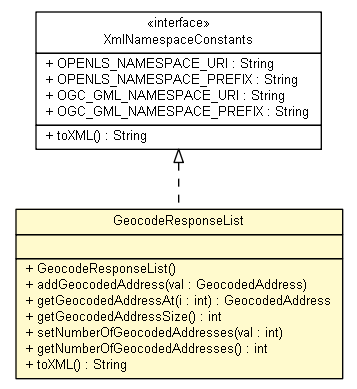 «interface»
XmlNamespaceConstants
+ OPENLS_NAMESPACE_URI : String
+ OPENLS_NAMESPACE_PREFIX : String
+ OGC_GML_NAMESPACE_URI : String
+ OGC_GML_NAMESPACE_PREFIX : String
+ toXML() : String
GeocodeResponseList
+ GeocodeResponseList()
+ addGeocodedAddress(val : GeocodedAddress)
+ getGeocodedAddressAt(i : int) : GeocodedAddress
+ getGeocodedAddressSize() : int
+ setNumberOfGeocodedAddresses(val : int)
+ getNumberOfGeocodedAddresses() : int
+ toXML() : String